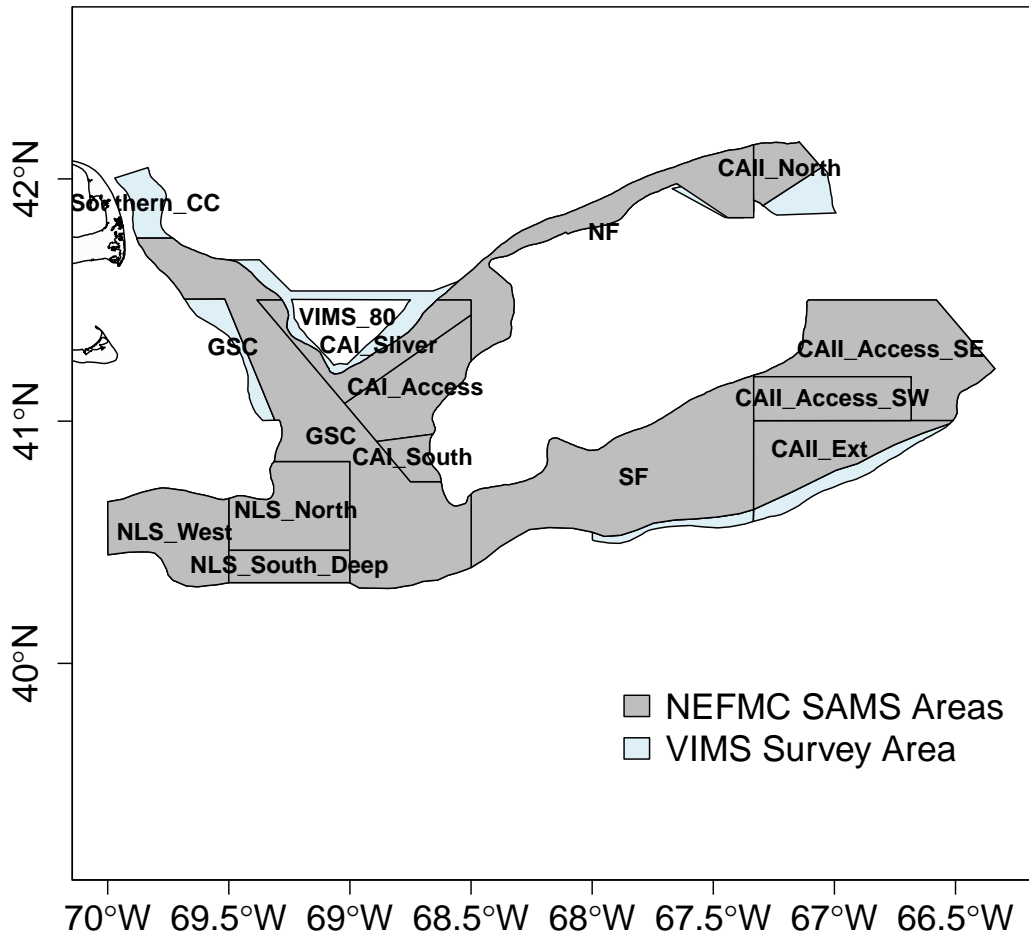 42°N
41°N
40°N
Southern_CC
CAII_North
NF
VIMS_80
GSC
CAI_Sliver
CAII_Access_SE
CAI_Access
CAII_Access_SW
GSC
CAI_South
CAII_Ext
SF
NLS_North
NLS_West
NLS_South_Deep
NEFMC SAMS Areas
VIMS Survey Area
70°W 69.5°W 69°W 68.5°W 68°W 67.5°W 67°W 66.5°W